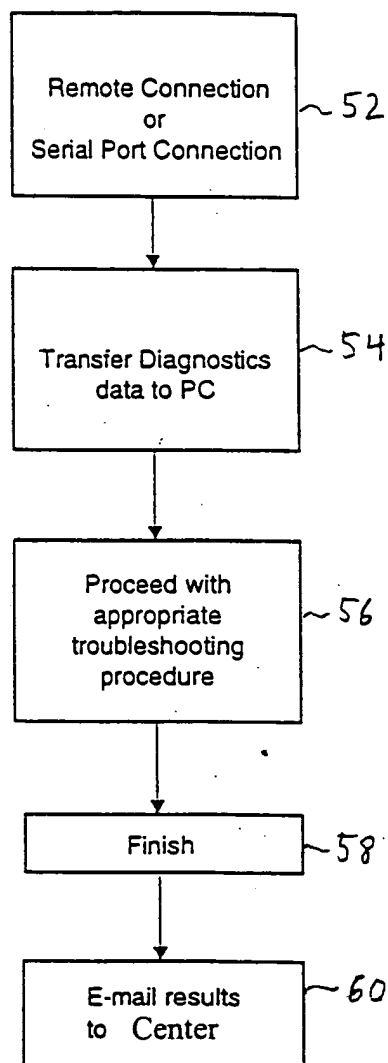 Remote Connection
or
Serial Port Connection
52
Transfer Diagnostics
data to PC
54
Proceed with
appropriate
troubleshooting
procedure
56
Finish
58
E-mail results
to Center
60